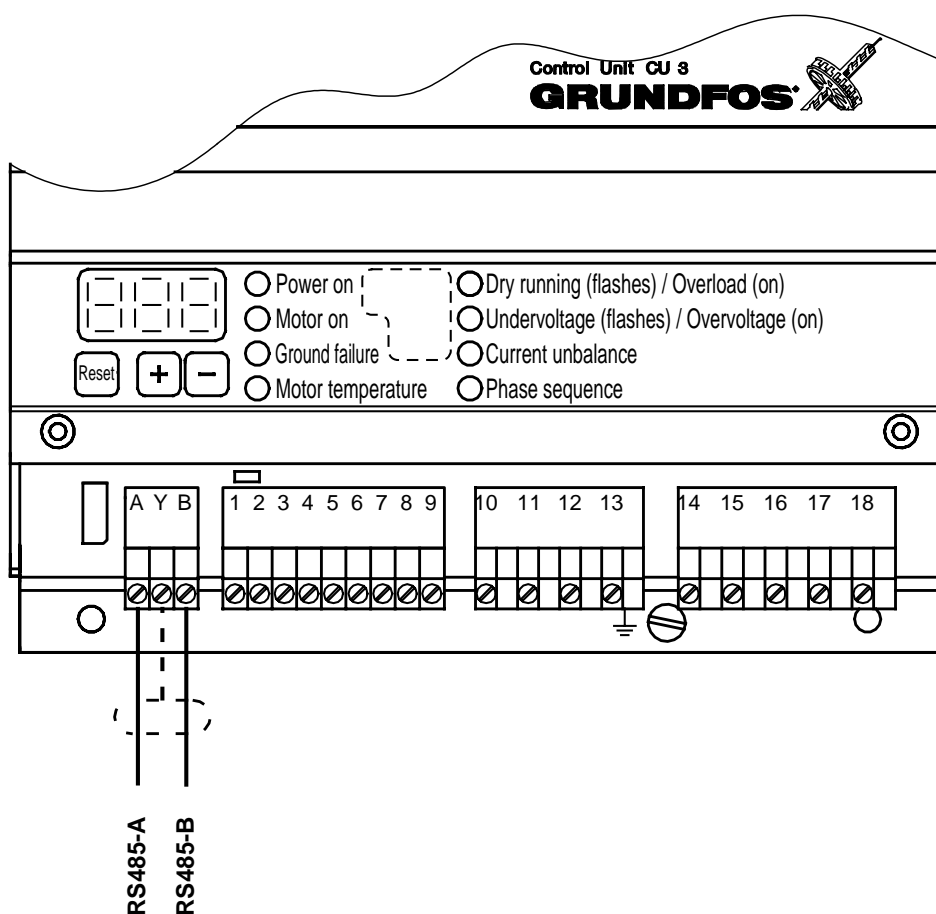 Control Unit CU 3
GRUNDFOS
Power on
Motor on
Ground failure
Motor temperature
Dry running (flashes) / Overload (on)
Undervoltage (flashes) / Overvoltage (on)
Current unbalance
Phase sequence
Reset
+ −
A Y B
1 2 3 4 5 6 7 8 9
10 11 12 13
14 15 16 17 18
RS485-A
RS485-B